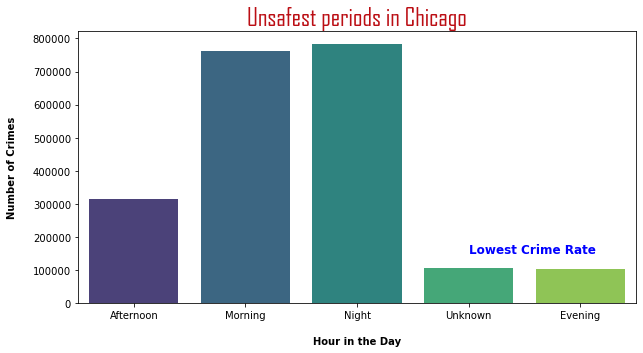 Unsafest periods in Chicago
800000
700000
600000
500000
400000
300000
200000
100000
0
Number of Crimes
Lowest Crime Rate
Afternoon
Morning
Night
Unknown
Evening
Hour in the Day